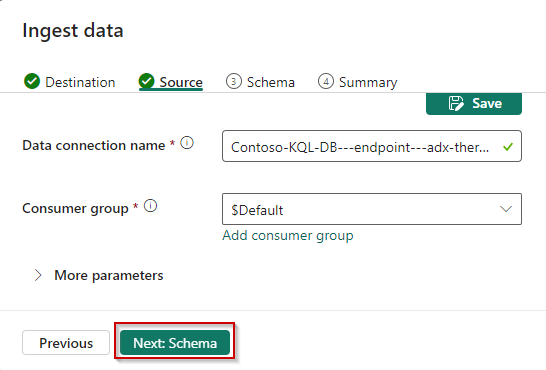 Ingest data
Destination Source 3 Schema 4 Summary
Save
Data connection name * Contoso-KQL-DB---endpoint---adx-ther...
Consumer group * $Default
Add consumer group
More parameters
Previous Next: Schema